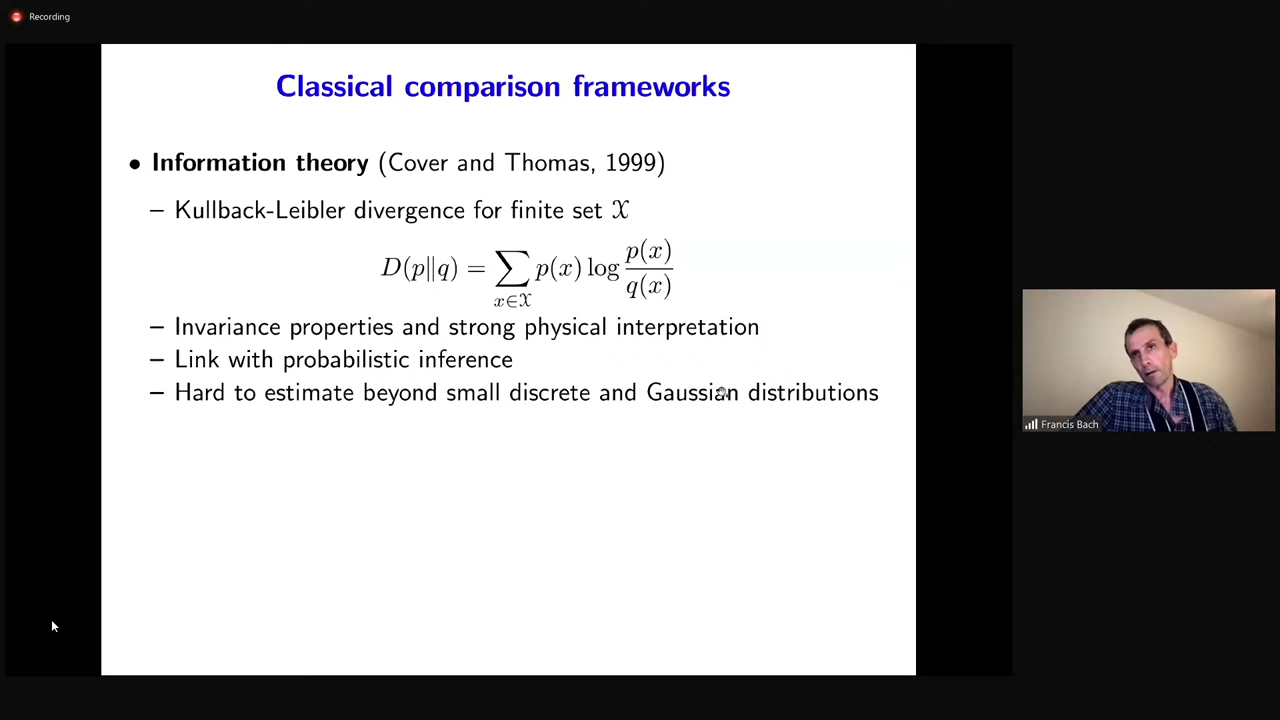 Recording
Classical comparison frameworks
• Information theory (Cover and Thomas, 1999)
– Kullback-Leibler divergence for finite set 𝒳
D(p‖q) = ∑_{x∈𝒳} p(x) log p(x)/q(x)
– Invariance properties and strong physical interpretation
– Link with probabilistic inference
– Hard to estimate beyond small discrete and Gaussian distributions
Francis Bach